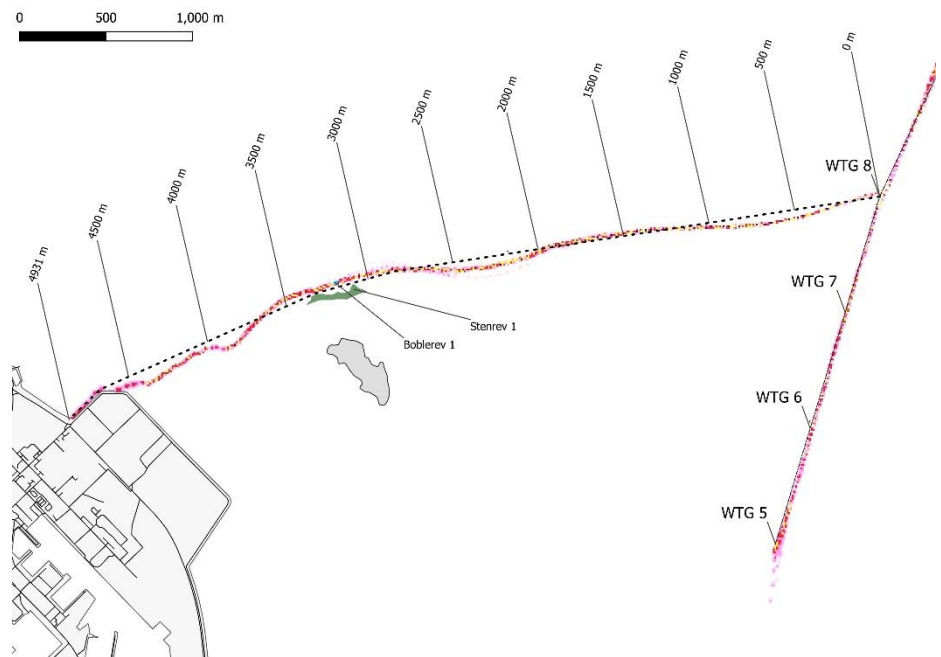 0 500 1,000 m
0 m
500 m
1000 m
1500 m
2000 m
2500 m
3000 m
3500 m
4000 m
4500 m
4931 m
WTG 8
WTG 7
Stenrev 1
Boblerev 1
WTG 6
WTG 5